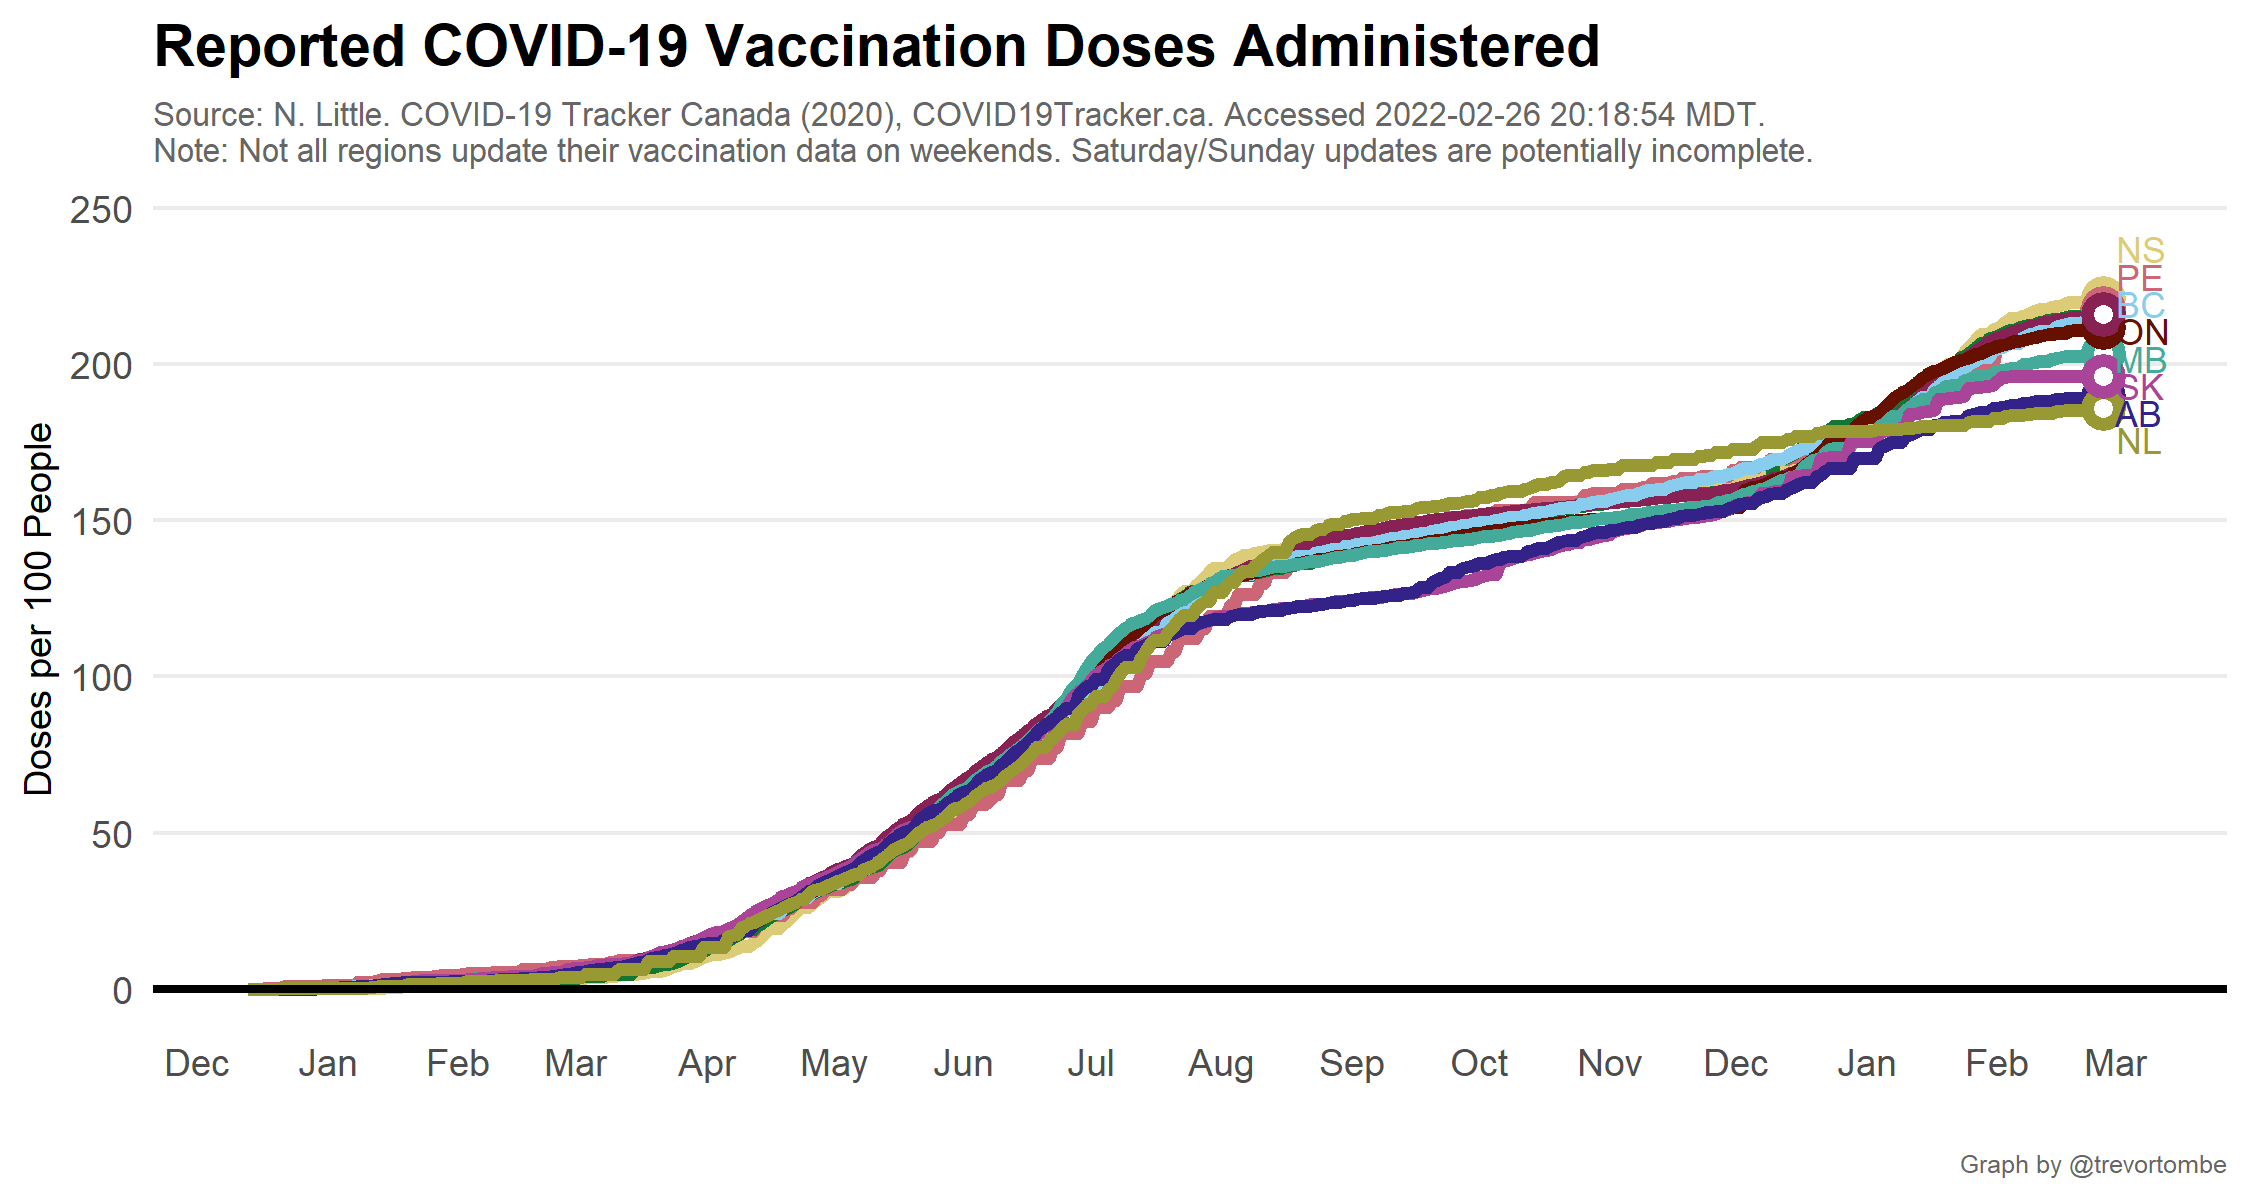 Reported COVID-19 Vaccination Doses Administered
Source: N. Little. COVID-19 Tracker Canada (2020), COVID19Tracker.ca. Accessed 2022-02-26 20:18:54 MDT.
Note: Not all regions update their vaccination data on weekends. Saturday/Sunday updates are potentially incomplete.
Doses per 100 People
250
200
150
100
50
0
NS
PE
BC
ON
MB
SK
AB
NL
Dec Jan Feb Mar Apr May Jun Jul Aug Sep Oct Nov Dec Jan Feb Mar
Graph by @trevortombe